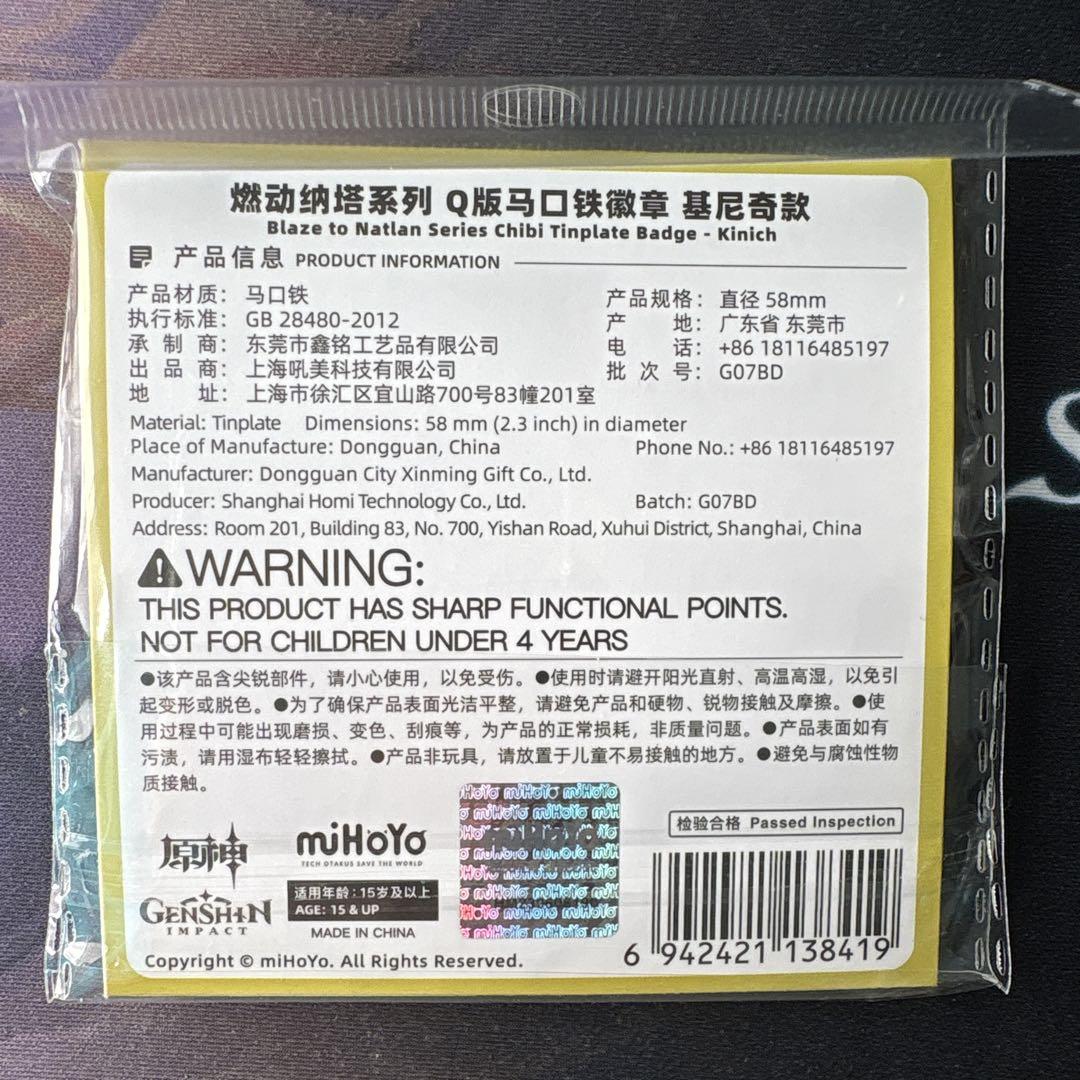 燃动纳塔系列 Q版马口铁徽章 基尼奇款
Blaze to Natlan Series Chibi Tinplate Badge - Kinich
产品信息 PRODUCT INFORMATION
产品材质： 马口铁
产品规格： 直径 58mm
执行标准： GB 28480-2012
产 地： 广东省 东莞市
承 制 商： 东莞市鑫铭工艺品有限公司
电 话： +86 18116485197
出 品 商： 上海吼美科技有限公司
批 次 号： G07BD
地 址： 上海市徐汇区宜山路700号83幢201室
Material: Tinplate Dimensions: 58 mm (2.3 inch) in diameter
Place of Manufacture: Dongguan, China Phone No.: +86 18116485197
Manufacturer: Dongguan City Xinming Gift Co., Ltd.
Producer: Shanghai Homi Technology Co., Ltd. Batch: G07BD
Address: Room 201, Building 83, No. 700, Yishan Road, Xuhui District, Shanghai, China
WARNING:
THIS PRODUCT HAS SHARP FUNCTIONAL POINTS.
NOT FOR CHILDREN UNDER 4 YEARS
●该产品含尖锐部件，请小心使用，以免受伤。●使用时请避开阳光直射、高温高湿，以免引
起变形或脱色。●为了确保产品表面光洁平整，请避免产品和硬物、锐物接触及摩擦。●使
用过程中可能出现磨损、变色、刮痕等，为产品的正常损耗，非质量问题。●产品表面如有
污渍，请用湿布轻轻擦拭。●产品非玩具，请放置于儿童不易接触的地方。●避免与腐蚀性物
质接触。
原神
GENSHIN
IMPACT
miHoYo
TECH OTAKUS SAVE THE WORLD
适用年龄：15岁及以上
AGE: 15 & UP
MADE IN CHINA
miHoYo
检验合格 Passed Inspection
6 942421 138419
Copyright © miHoYo. All Rights Reserved.